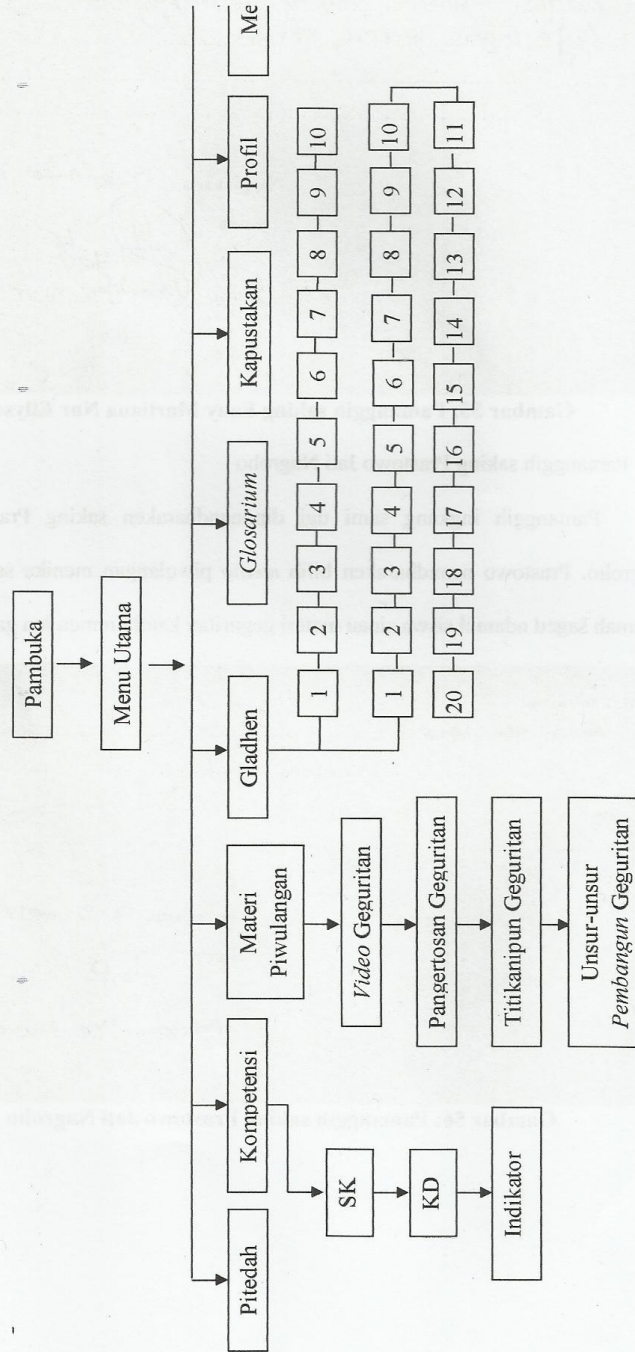 Pambuka
Menu Utama
Pitedah
Kompetensi
Materi
Piwulangan
Gladhen
Glosarium
Kapustakan
Profil
Me
SK
KD
Indikator
Video Geguritan
Pangertosan Geguritan
Titikanipun Geguritan
Unsur-unsur
Pembangun Geguritan
1 2 3 4 5 6 7 8 9 10
1 2 3 4 5 6 7 8 9 10
20 19 18 17 16 15 14 13 12 11